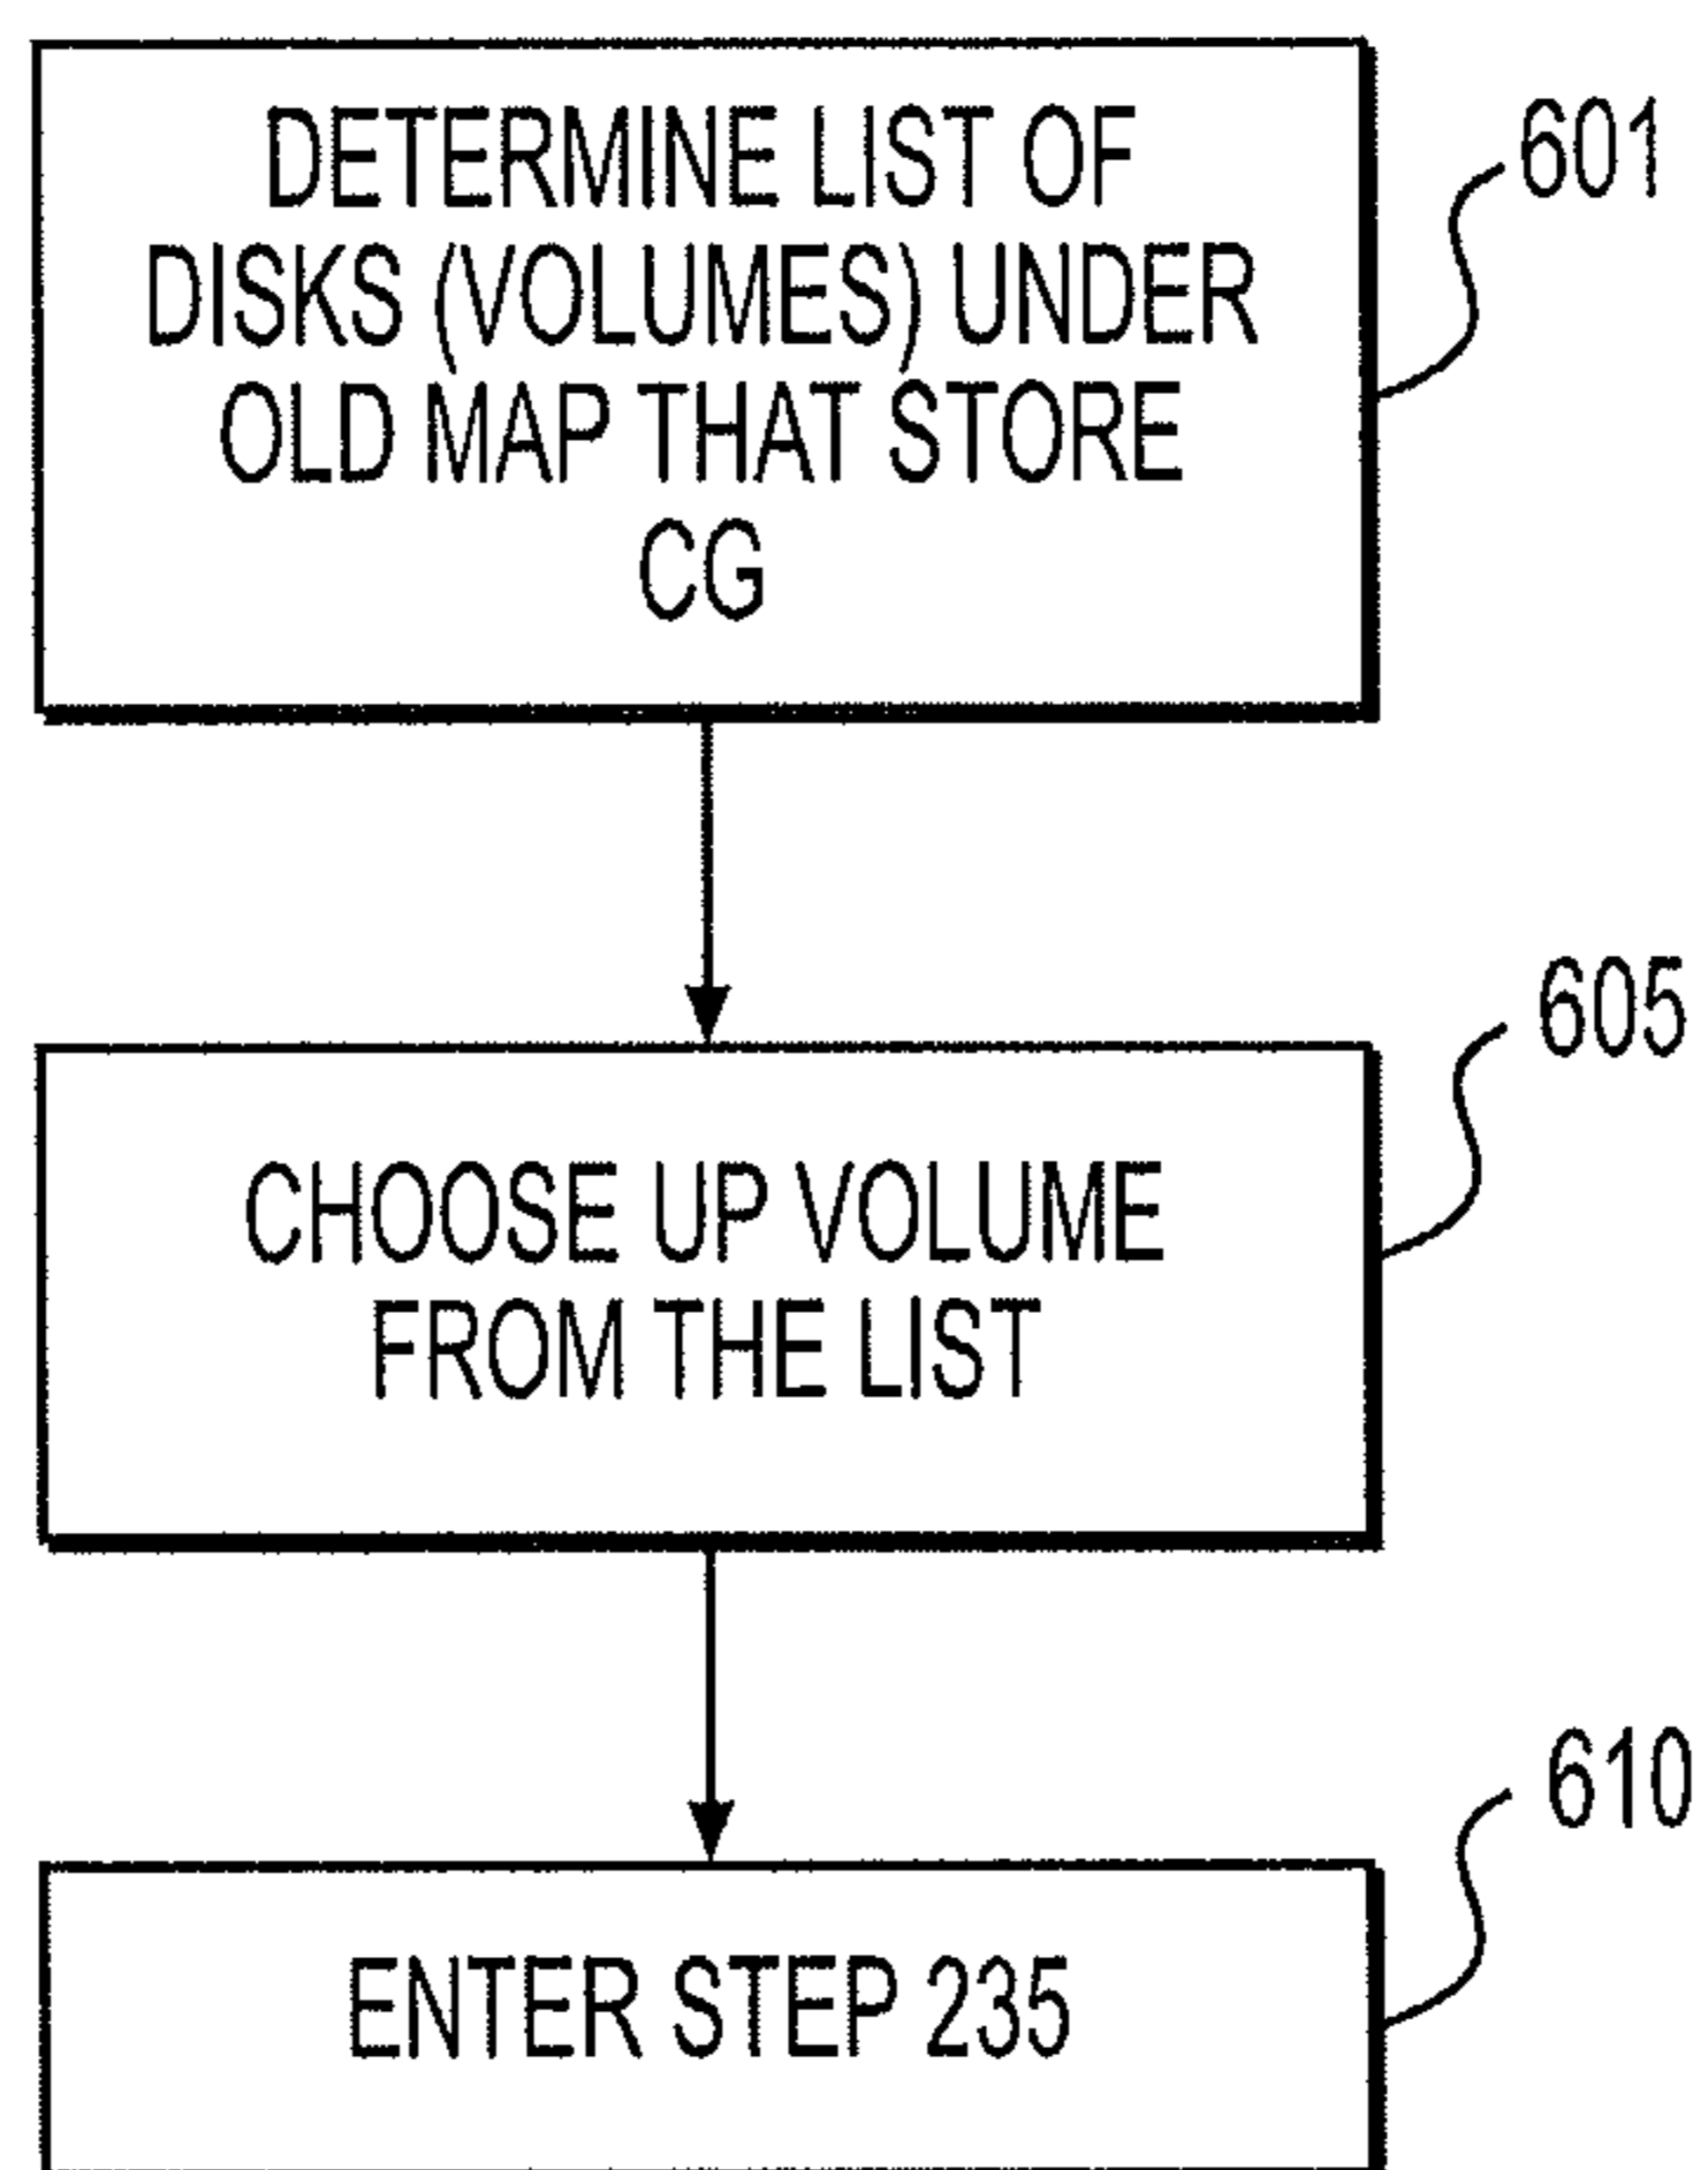 DETERMINE LIST OF
DISKS (VOLUMES) UNDER
OLD MAP THAT STORE
CG
601
CHOOSE UP VOLUME
FROM THE LIST
605
ENTER STEP 235
610